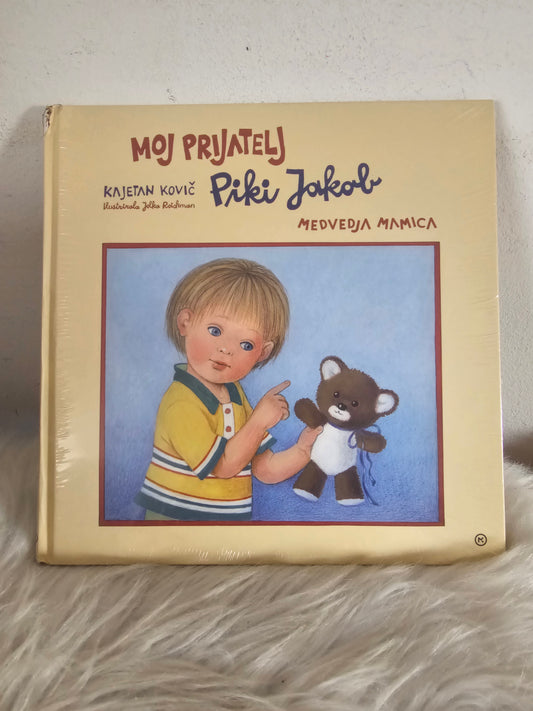 MOJ PRIJATELJ
KAJETAN KOVIČ Piki Jakob
Ilustrirala Jelka Reichman
MEDVEDJA MAMICA